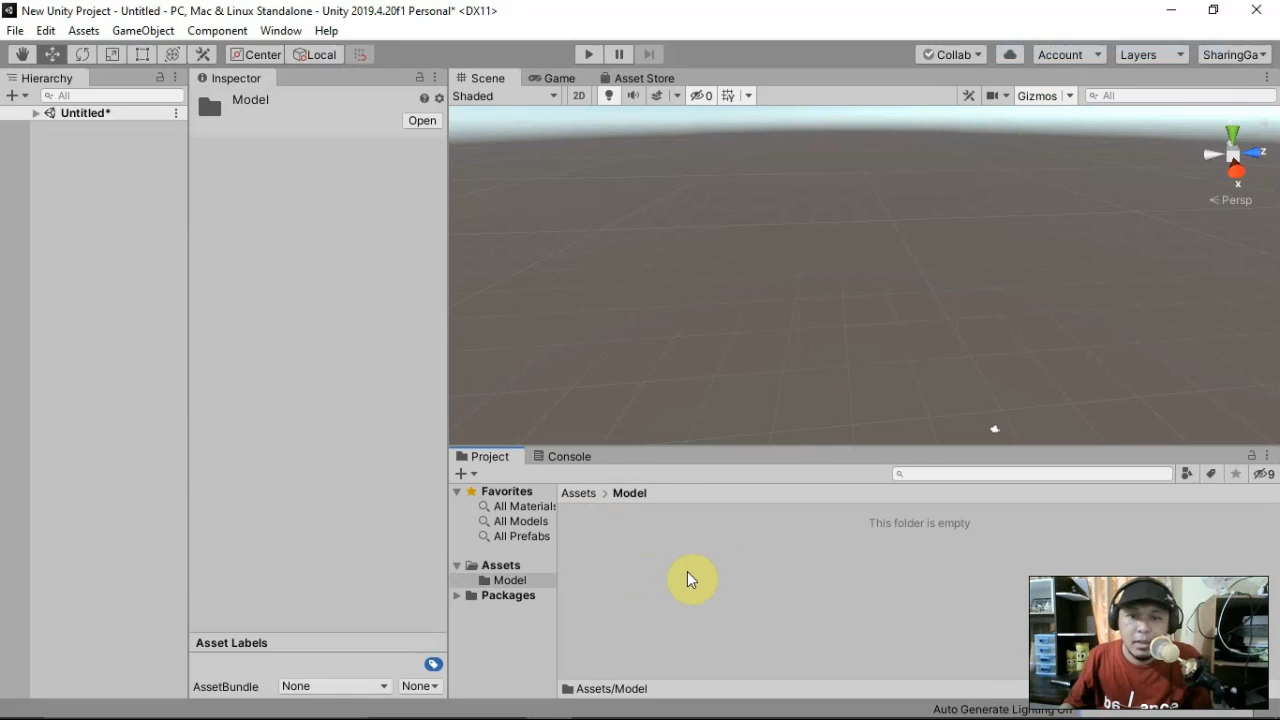 New Unity Project - Untitled - PC, Mac & Linux Standalone - Unity 2019.4.20f1 Personal* <DX11>
File Edit Assets GameObject Component Window Help
Center Local Collab Account Layers SharingGa
Hierarchy
All
Untitled*
Inspector
Model
Open
Scene Game Asset Store
Shaded 2D 0 Gizmos All
z
x
Persp
Project Console
9
Favorites
All Materials
All Models
All Prefabs
Assets
Model
Packages
Assets > Model
This folder is empty
Assets/Model
Asset Labels
AssetBundle None None
Auto Generate Lighting